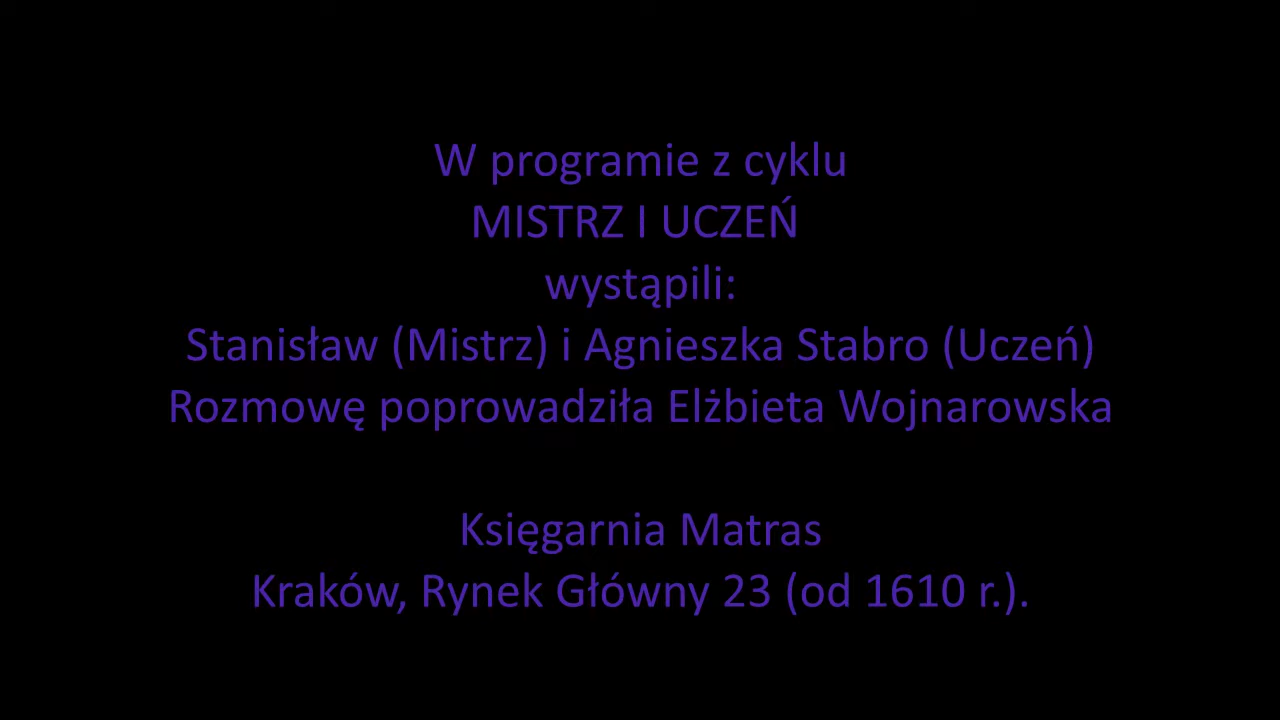 W programie z cyklu
MISTRZ I UCZEŃ
wystąpili:
Stanisław (Mistrz) i Agnieszka Stabro (Uczeń)
Rozmowę poprowadziła Elżbieta Wojnarowska
Księgarnia Matras
Kraków, Rynek Główny 23 (od 1610 r.).